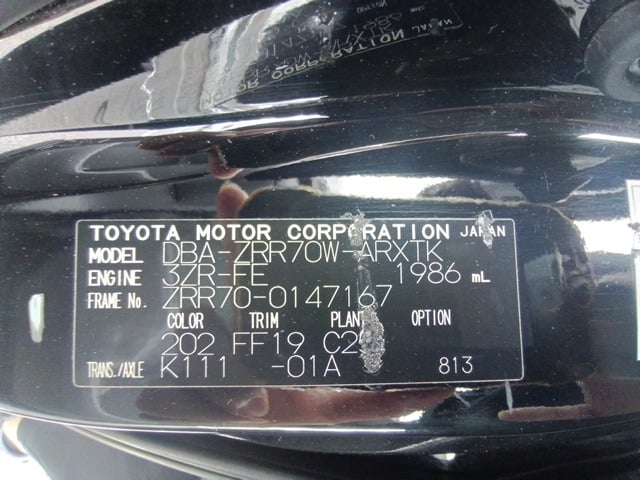 TOYOTA MOTOR CORPORATION JAPAN
MODEL DBA-ZRR70W-ARXTK
ENGINE 3ZR-FE 1986 mL
FRAME No. ZRR70-0147167
COLOR TRIM PLANT OPTION
202 FF19 C2
TRANS./AXLE K111 -01A 813